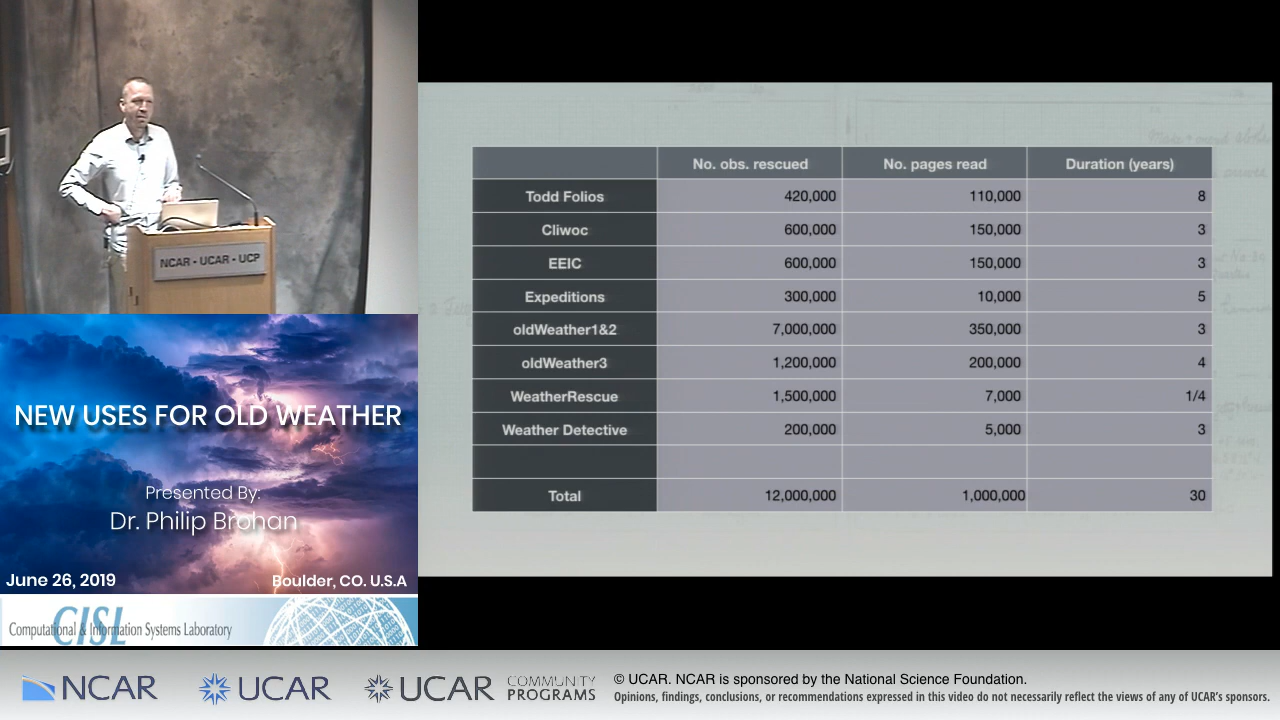 NCAR - UCAR - UCP
No. obs. rescued No. pages read Duration (years)
Todd Folios 420,000 110,000 8
Cliwoc 600,000 150,000 3
EEIC 600,000 150,000 3
Expeditions 300,000 10,000 5
oldWeather1&2 7,000,000 350,000 3
oldWeather3 1,200,000 200,000 4
WeatherRescue 1,500,000 7,000 1/4
Weather Detective 200,000 5,000 3
Total 12,000,000 1,000,000 30
NEW USES FOR OLD WEATHER
Presented By:
Dr. Philip Brohan
June 26, 2019 Boulder, CO. U.S.A
CISL
Computational & Information Systems Laboratory
NCAR UCAR UCAR COMMUNITY PROGRAMS
© UCAR. NCAR is sponsored by the National Science Foundation.
Opinions, findings, conclusions, or recommendations expressed in this video do not necessarily reflect the views of any of UCAR's sponsors.